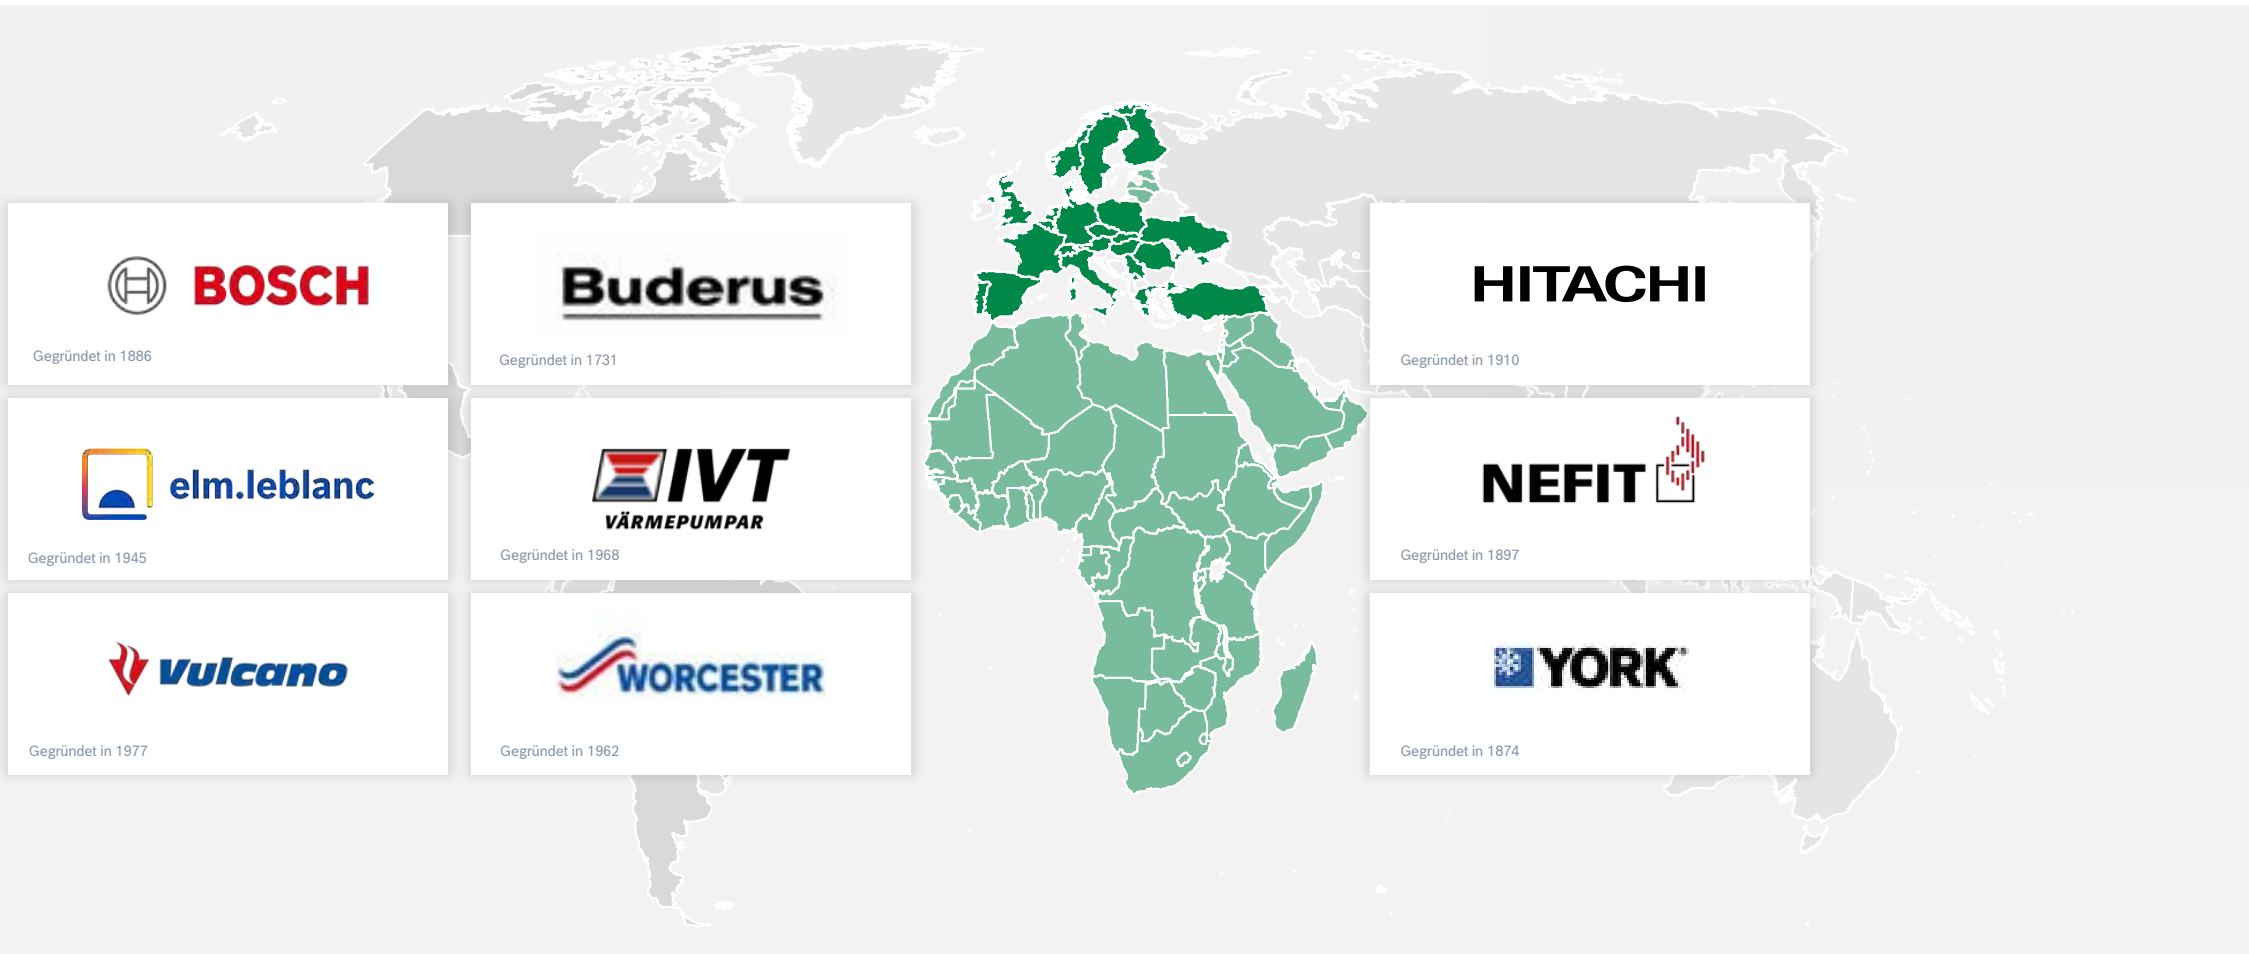 BOSCH
Gegründet in 1886
Buderus
Gegründet in 1731
HITACHI
Gegründet in 1910
elm.leblanc
Gegründet in 1945
IVT
VÄRMEPUMPAR
Gegründet in 1968
NEFIT
Gegründet in 1897
Vulcano
Gegründet in 1977
WORCESTER
Gegründet in 1962
YORK®
Gegründet in 1874